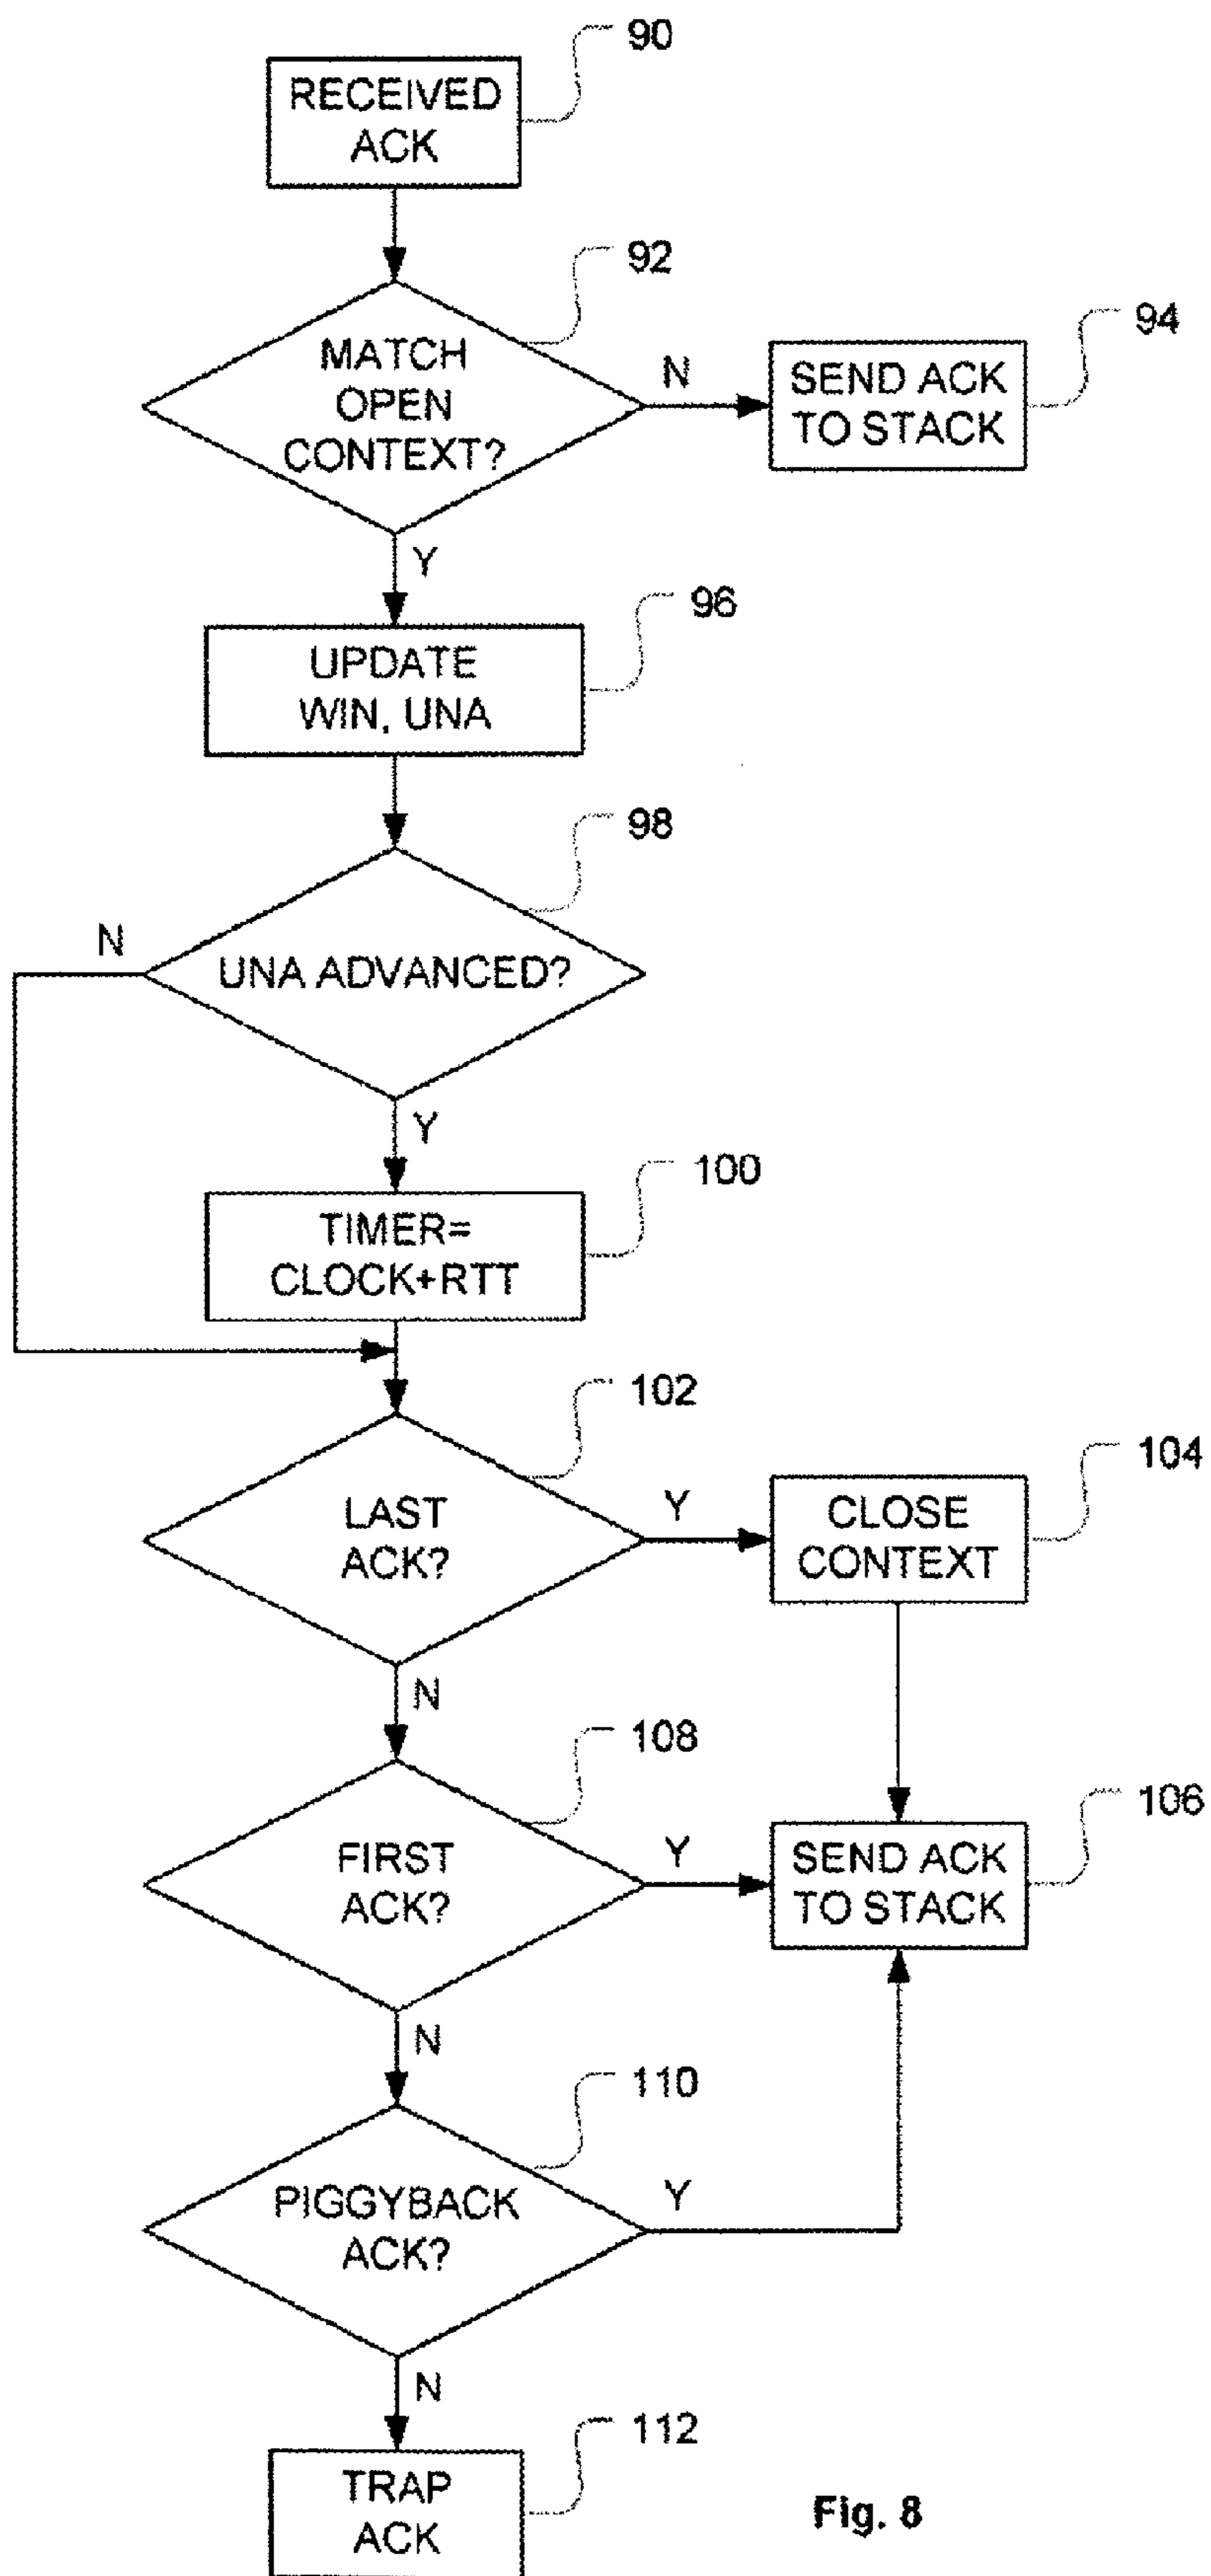 90
RECEIVED
ACK
92
MATCH
OPEN
CONTEXT?
N
94
SEND ACK
TO STACK
Y
96
UPDATE
WIN, UNA
98
N
UNA ADVANCED?
Y
100
TIMER=
CLOCK+RTT
102
LAST
ACK?
Y
104
CLOSE
CONTEXT
N
108
FIRST
ACK?
Y
106
SEND ACK
TO STACK
N
110
PIGGYBACK
ACK?
Y
N
112
TRAP
ACK
Fig. 8